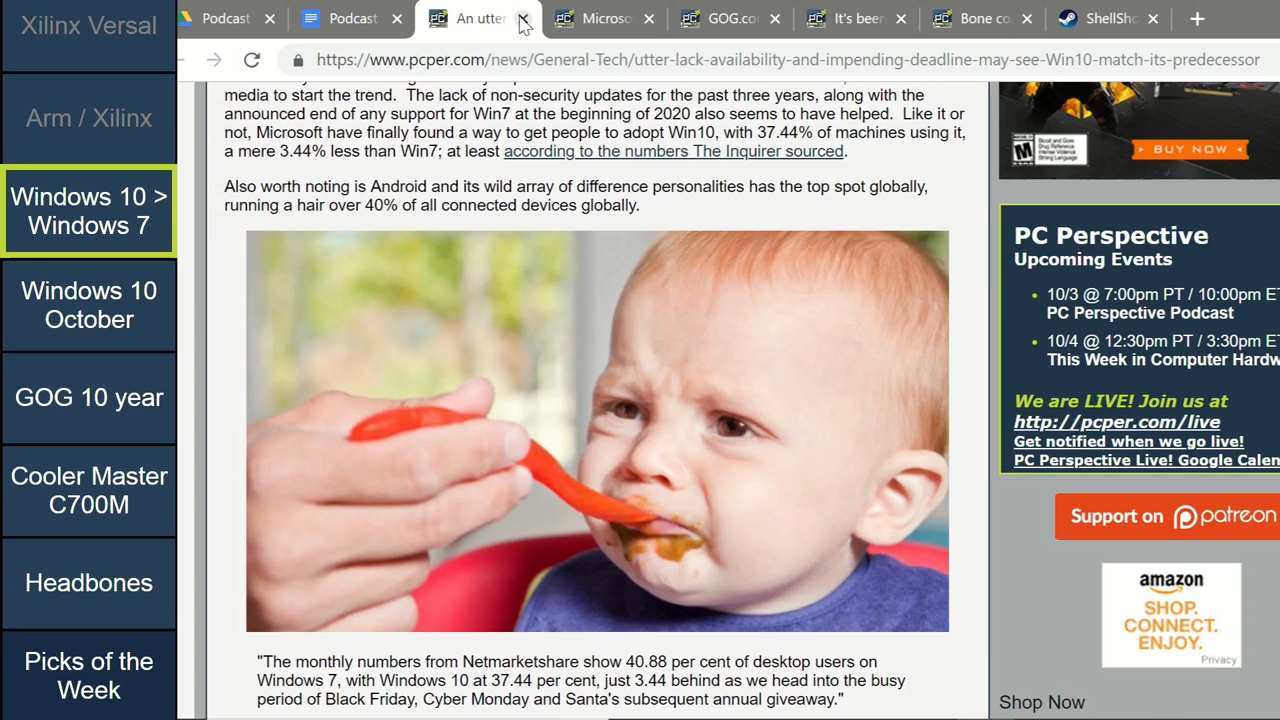 Xilinx Versal
Arm / Xilinx
Windows 10 >
Windows 7
Windows 10
October
GOG 10 year
Cooler Master
C700M
Headbones
Picks of the
Week
Podcast
Podcast
An utter
Microso
GOG.co
It's been
Bone co
ShellSh
https://www.pcper.com/news/General-Tech/utter-lack-availability-and-impending-deadline-may-see-Win10-match-its-predecessor
media to start the trend. The lack of non-security updates for the past three years, along with the
announced end of any support for Win7 at the beginning of 2020 also seems to have helped. Like it or
not, Microsoft have finally found a way to get people to adopt Win10, with 37.44% of machines using it,
a mere 3.44% less than Win7; at least according to the numbers The Inquirer sourced.
Also worth noting is Android and its wild array of difference personalities has the top spot globally,
running a hair over 40% of all connected devices globally.
"The monthly numbers from Netmarketshare show 40.88 per cent of desktop users on
Windows 7, with Windows 10 at 37.44 per cent, just 3.44 behind as we head into the busy
period of Black Friday, Cyber Monday and Santa's subsequent annual giveaway."
M
BUY NOW
PC Perspective
Upcoming Events
10/3 @ 7:00pm PT / 10:00pm ET
PC Perspective Podcast
10/4 @ 12:30pm PT / 3:30pm ET
This Week in Computer Hardw
We are LIVE! Join us at
http://pcper.com/live
Get notified when we go live!
PC Perspective Live! Google Calen
Support on patreon
amazon
SHOP.
CONNECT.
ENJOY.
Privacy
Shop Now